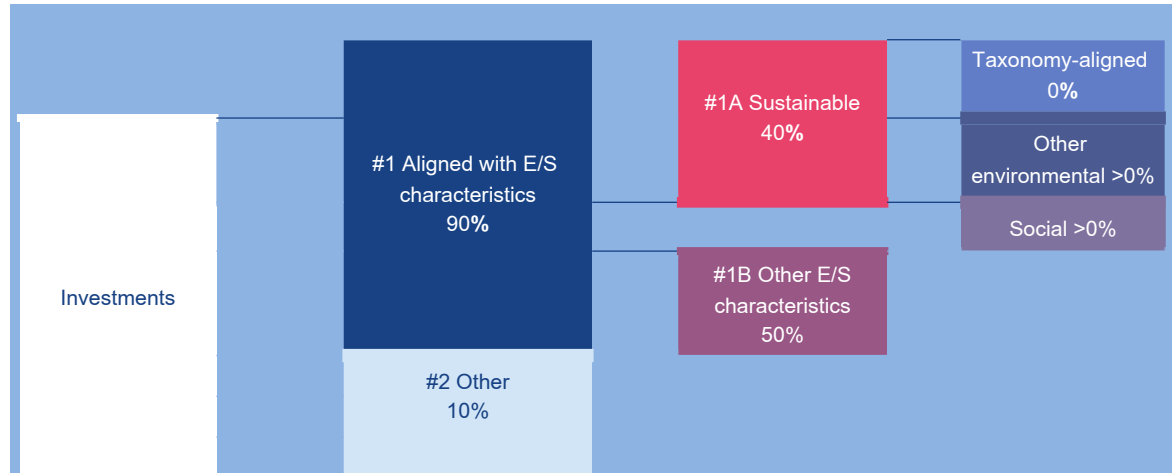 Investments
#1 Aligned with E/S
characteristics
90%
#2 Other
10%
#1A Sustainable
40%
#1B Other E/S
characteristics
50%
Taxonomy-aligned
0%
Other
environmental >0%
Social >0%